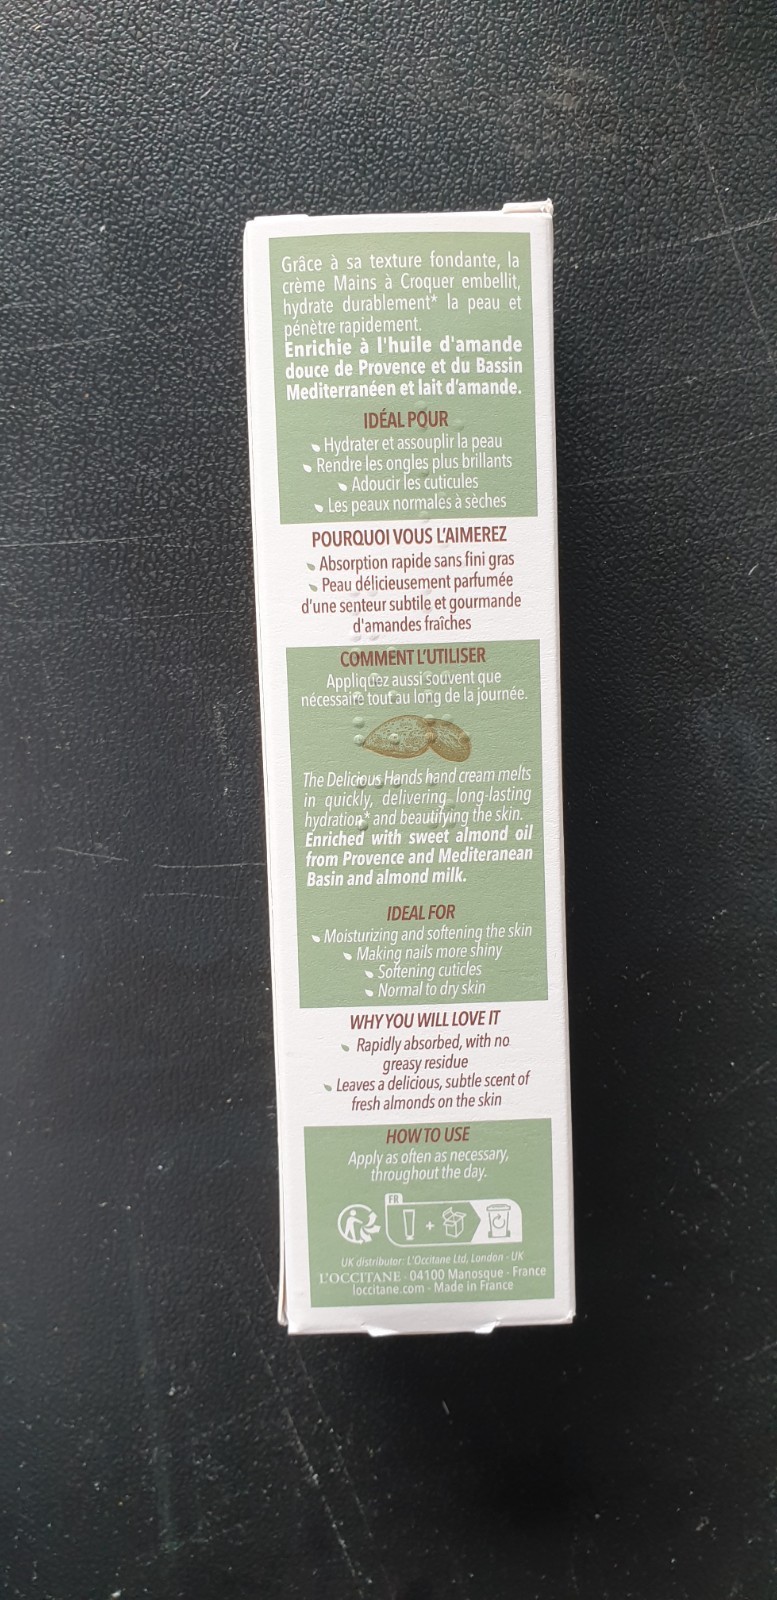 Grâce à sa texture fondante, la
crème Mains à Croquer embellit,
hydrate durablement* la peau et
pénètre rapidement.
Enrichie à l'huile d'amande
douce de Provence et du Bassin
Mediterranéen et lait d'amande.
IDÉAL POUR
Hydrater et assouplir la peau
Rendre les ongles plus brillants
Adoucir les cuticules
Les peaux normales à sèches
POURQUOI VOUS L'AIMEREZ
Absorption rapide sans fini gras
Peau délicieusement parfumée
d'une senteur subtile et gourmande
d'amandes fraîches
COMMENT L'UTILISER
Appliquez aussi souvent que
nécessaire tout au long de la journée.
The Delicious Hands hand cream melts
in quickly, delivering long-lasting
hydration* and beautifying the skin.
Enriched with sweet almond oil
from Provence and Mediteranean
Basin and almond milk.
IDEAL FOR
Moisturizing and softening the skin
Making nails more shiny
Softening cuticles
Normal to dry skin
WHY YOU WILL LOVE IT
Rapidly absorbed, with no
greasy residue
Leaves a delicious, subtle scent of
fresh almonds on the skin
HOW TO USE
Apply as often as necessary,
throughout the day.
FR
+
UK distributor: L'Occitane Ltd, London - UK
L'OCCITANE - 04100 Manosque - France
loccitane.com - Made in France